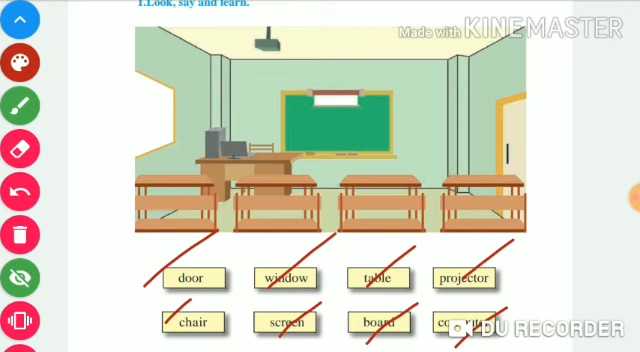 1.Look, say and learn.
Made with KINEMASTER
door window table projector
chair screen board
DU RECORDER